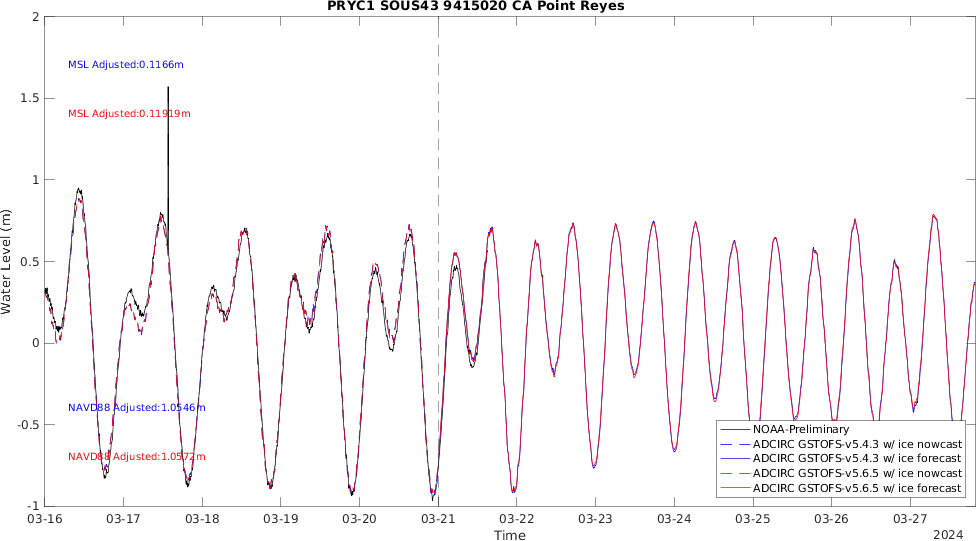 PRYC1 SOUS43 9415020 CA Point Reyes
2
1.5
1
0.5
0
-0.5
-1
Water Level (m)
MSL Adjusted:0.1166m
MSL Adjusted:0.11919m
NAVD88 Adjusted:1.0546m
NAVD88 Adjusted:1.0572m
NOAA-Preliminary
ADCIRC GSTOFS-v5.4.3 w/ ice nowcast
ADCIRC GSTOFS-v5.4.3 w/ ice forecast
ADCIRC GSTOFS-v5.6.5 w/ ice nowcast
ADCIRC GSTOFS-v5.6.5 w/ ice forecast
03-16 03-17 03-18 03-19 03-20 03-21 03-22 03-23 03-24 03-25 03-26 03-27
Time
2024